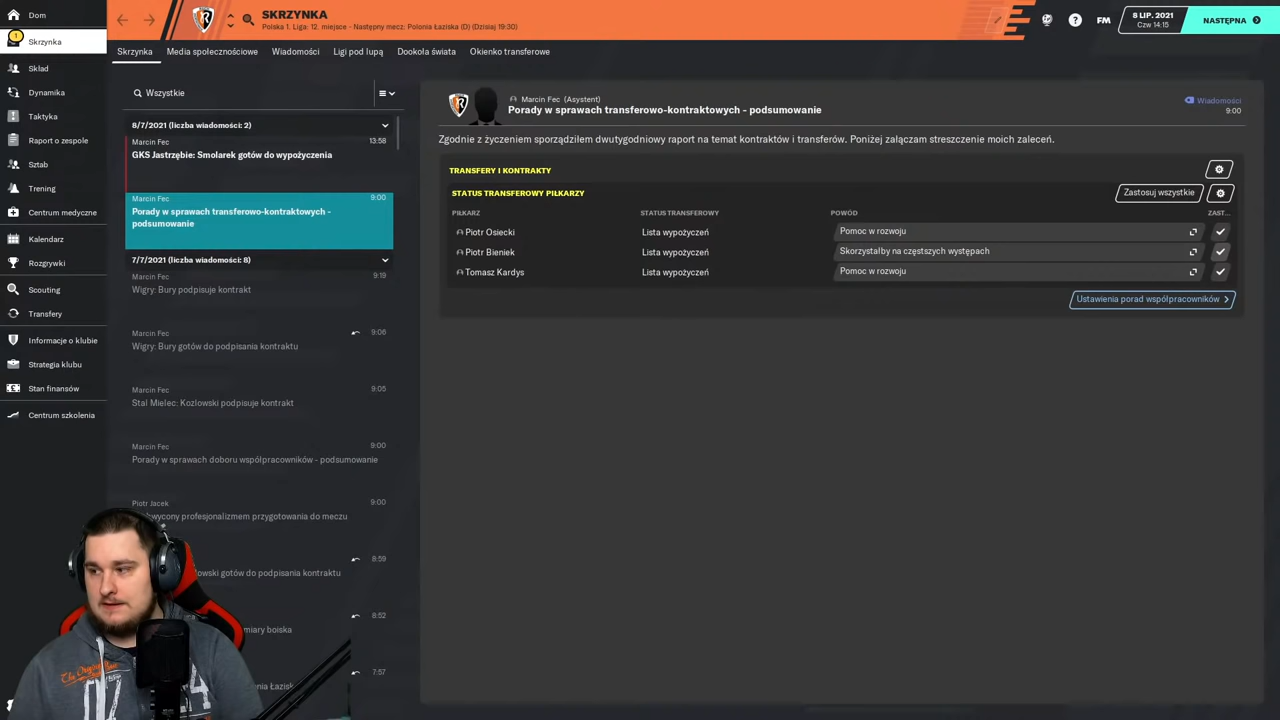 Dom
Skrzynka
Skład
Dynamika
Taktyka
Raport o zespole
Sztab
Trening
Centrum medyczne
Kalendarz
Rozgrywki
Scouting
Transfery
Informacje o klubie
Strategia klubu
Stan finansów
Centrum szkolenia
SKRZYNKA
Polska 1. Liga: 12. miejsce - Następny mecz: Polonia Łaziska (D) (Dzisiaj 19:30)
FM
8 LIP. 2021
Czw 14:15
NASTĘPNA
Skrzynka Media społecznościowe Wiadomości Ligi pod lupą Dookoła świata Okienko transferowe
Wszystkie
8/7/2021 (liczba wiadomości: 2)
Marcin Fec 13:58
GKS Jastrzębie: Smolarek gotów do wypożyczenia
Marcin Fec 9:00
Porady w sprawach transferowo-kontraktowych -
podsumowanie
7/7/2021 (liczba wiadomości: 8)
Marcin Fec 9:19
Wigry: Bury podpisuje kontrakt
Marcin Fec 9:06
Wigry: Bury gotów do podpisania kontraktu
Marcin Fec 9:05
Stal Mielec: Kozłowski podpisuje kontrakt
Marcin Fec 9:00
Porady w sprawach doboru współpracowników - podsumowanie
Piotr Jacek 9:00
profesjonalizmem przygotowania do meczu
8:59
gotów do podpisania kontraktu
8:52
boiska
7:57
Marcin Fec (Asystent)
Porady w sprawach transferowo-kontraktowych - podsumowanie
Wiadomości
9:00
Zgodnie z życzeniem sporządziłem dwutygodniowy raport na temat kontraktów i transferów. Poniżej załączam streszczenie moich zaleceń.
TRANSFERY I KONTRAKTY
STATUS TRANSFEROWY PIŁKARZY
Zastosuj wszystkie
PIŁKARZ STATUS TRANSFEROWY POWÓD ZAST...
Piotr Osiecki Lista wypożyczeń Pomoc w rozwoju
Piotr Bieniek Lista wypożyczeń Skorzystałby na częstszych występach
Tomasz Kardys Lista wypożyczeń Pomoc w rozwoju
Ustawienia porad współpracowników